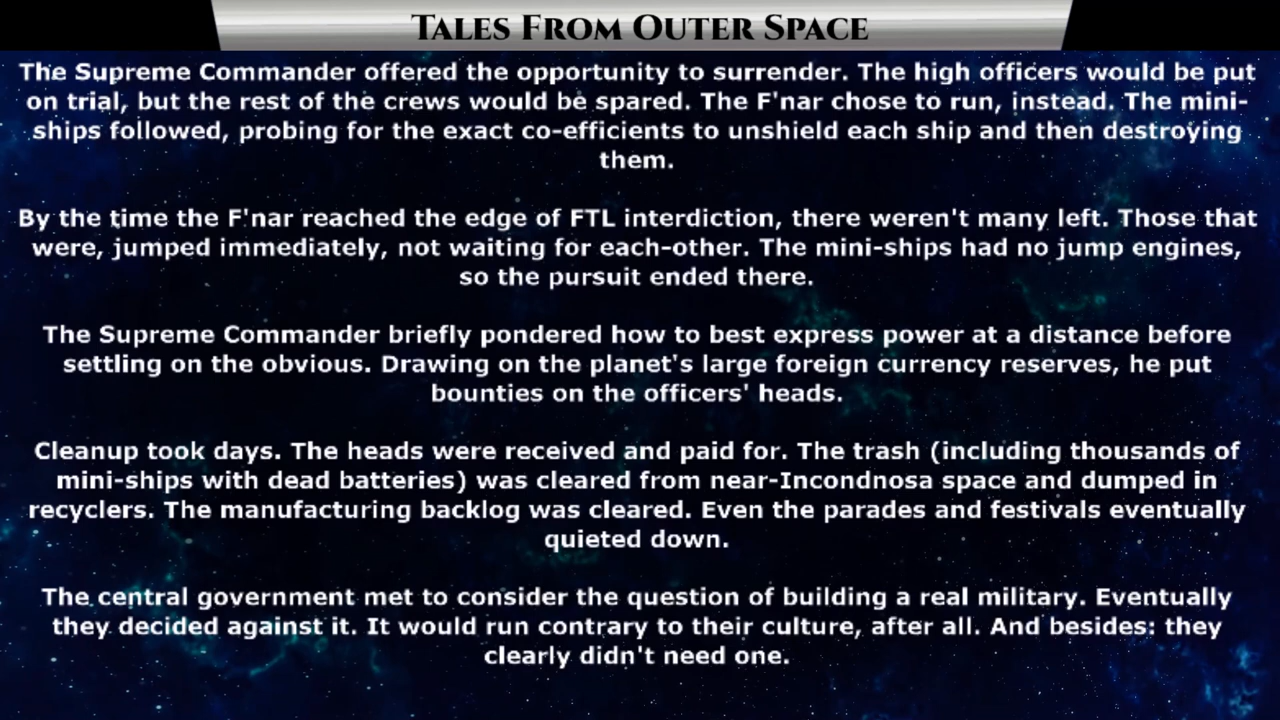 Tales From Outer Space
The Supreme Commander offered the opportunity to surrender. The high officers would be put
on trial, but the rest of the crews would be spared. The F'nar chose to run, instead. The mini-
ships followed, probing for the exact co-efficients to unshield each ship and then destroying
them.
By the time the F'nar reached the edge of FTL interdiction, there weren't many left. Those that
were, jumped immediately, not waiting for each-other. The mini-ships had no jump engines,
so the pursuit ended there.
The Supreme Commander briefly pondered how to best express power at a distance before
settling on the obvious. Drawing on the planet's large foreign currency reserves, he put
bounties on the officers' heads.
Cleanup took days. The heads were received and paid for. The trash (including thousands of
mini-ships with dead batteries) was cleared from near-Incondnosa space and dumped in
recyclers. The manufacturing backlog was cleared. Even the parades and festivals eventually
quieted down.
The central government met to consider the question of building a real military. Eventually
they decided against it. It would run contrary to their culture, after all. And besides: they
clearly didn't need one.